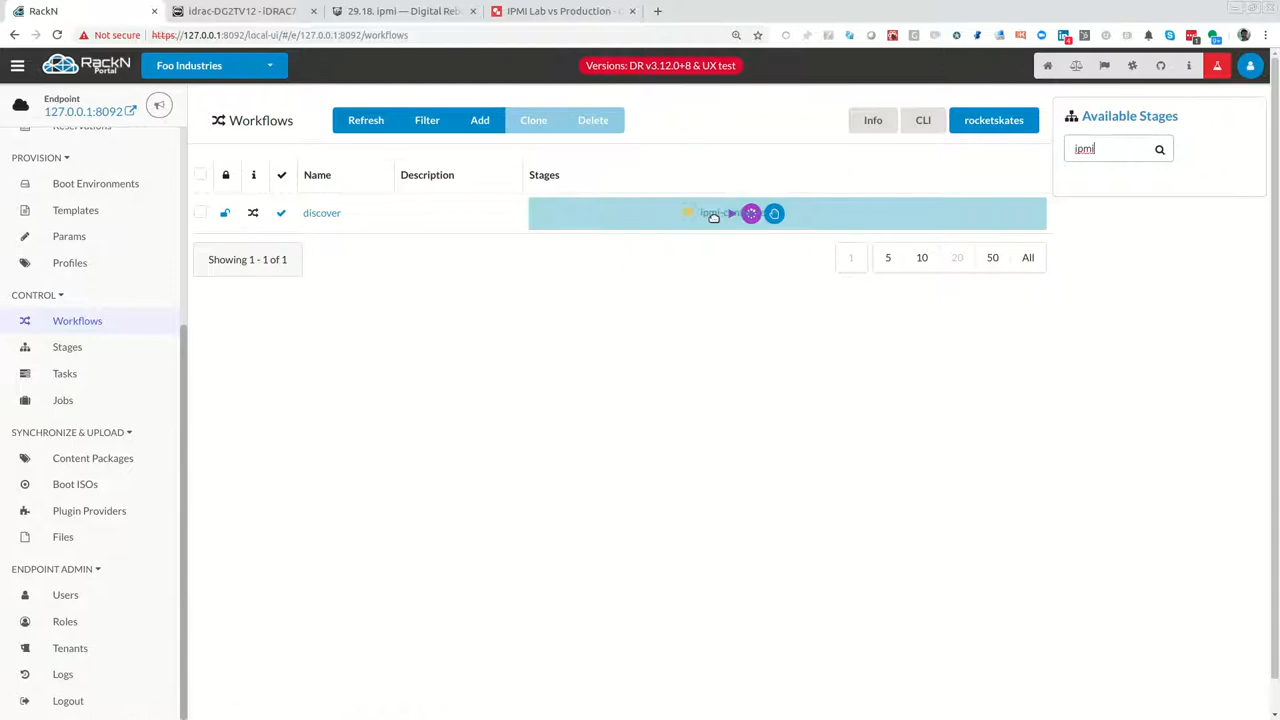 RackN
idrac-DG2TV12 - iDRAC7
29.18. ipmi — Digital Reb
IPMI Lab vs Production -
Not secure
https://127.0.0.1:8092/local-ui/#/e/127.0.0.1:8092/workflows
RackN
Portal
Foo Industries
Versions: DR v3.12.0+8 & UX test
Endpoint
127.0.0.1:8092
Reservations
PROVISION
Boot Environments
Templates
Params
Profiles
CONTROL
Workflows
Stages
Tasks
Jobs
SYNCHRONIZE & UPLOAD
Content Packages
Boot ISOs
Plugin Providers
Files
ENDPOINT ADMIN
Users
Roles
Tenants
Logs
Logout
Workflows
Refresh
Filter
Add
Clone
Delete
Info
CLI
rocketskates
Name
Description
Stages
discover
Showing 1 - 1 of 1
1
5
10
20
50
All
Available Stages
ipmi